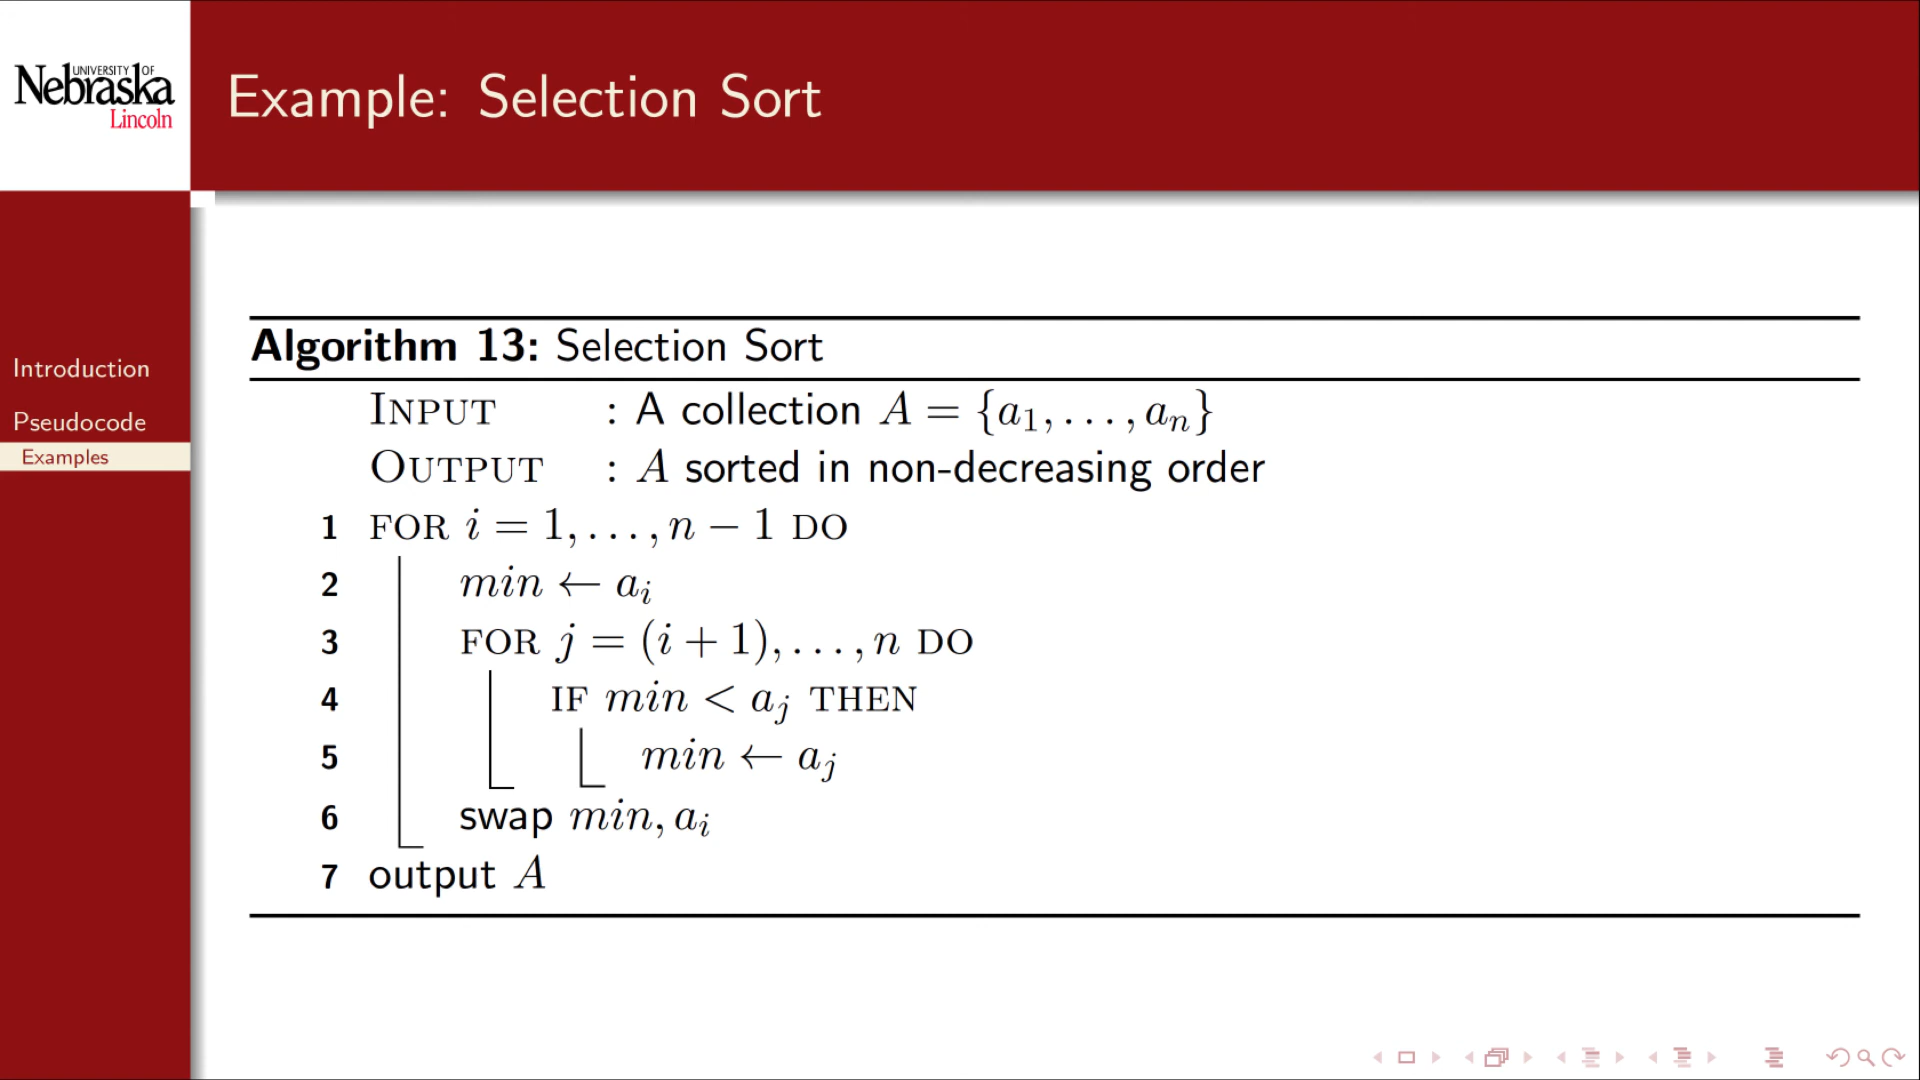 UNIVERSITY OF
Nebraska
Lincoln
Example: Selection Sort
Introduction
Pseudocode
Examples
Algorithm 13: Selection Sort
INPUT : A collection A = {a₁, . . . , aₙ}
OUTPUT : A sorted in non-decreasing order
1 FOR i = 1, . . . , n − 1 DO
2 min ← aᵢ
3 FOR j = (i + 1), . . . , n DO
4 IF min < aⱼ THEN
5 min ← aⱼ
6 swap min, aᵢ
7 output A